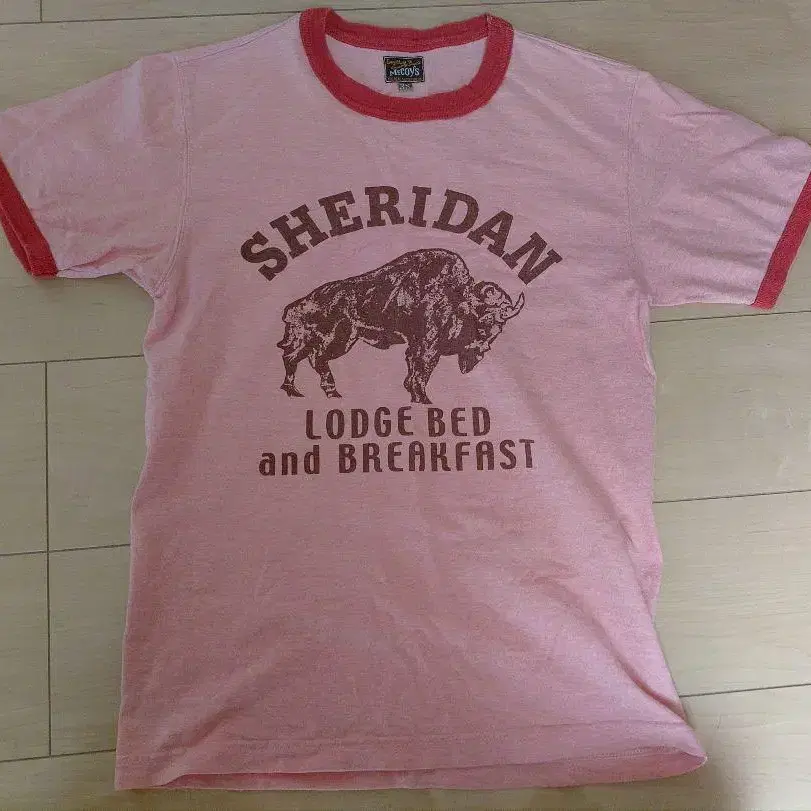 McCOYS
SHERIDAN
LODGE BED
and BREAKFAST